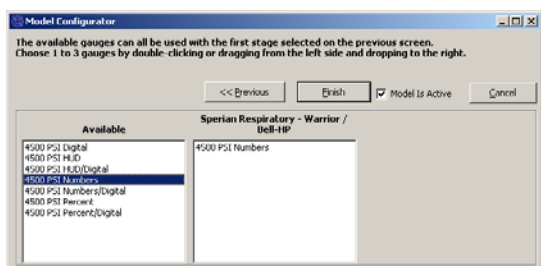 Model Configurator
The available gauges can all be used with the first stage selected on the previous screen.
Choose 1 to 3 gauges by double-clicking or dragging from the left side and dropping to the right.
<< Previous
Finish
Model Is Active
Cancel
Available
4500 PSI Digital
4500 PSI HUD
4500 PSI HUD/Digital
4500 PSI Numbers
4500 PSI Numbers/Digital
4500 PSI Percent
4500 PSI Percent/Digital
Sperian Respiratory - Warrior /
Bell-HP
4500 PSI Numbers